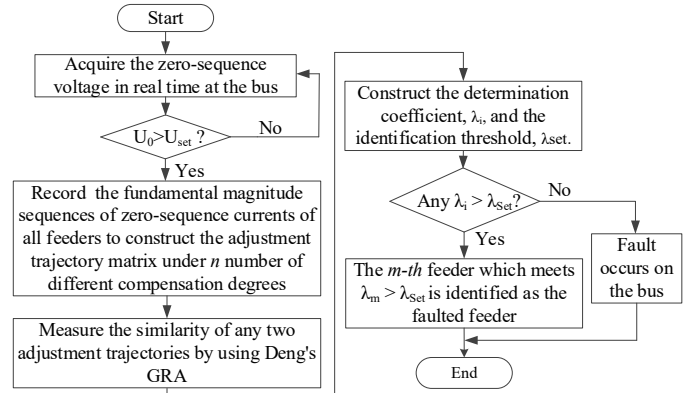 Start
Acquire the zero-sequence
voltage in real time at the bus
U0>Uset ?
No
Yes
Record the fundamental magnitude
sequences of zero-sequence currents of
all feeders to construct the adjustment
trajectory matrix under n number of
different compensation degrees
Measure the similarity of any two
adjustment trajectories by using Deng's
GRA
Construct the determination
coefficient, λi, and the
identification threshold, λset.
Any λi > λSet?
No
Yes
The m-th feeder which meets
λm > λSet is identified as the
faulted feeder
Fault
occurs on
the bus
End